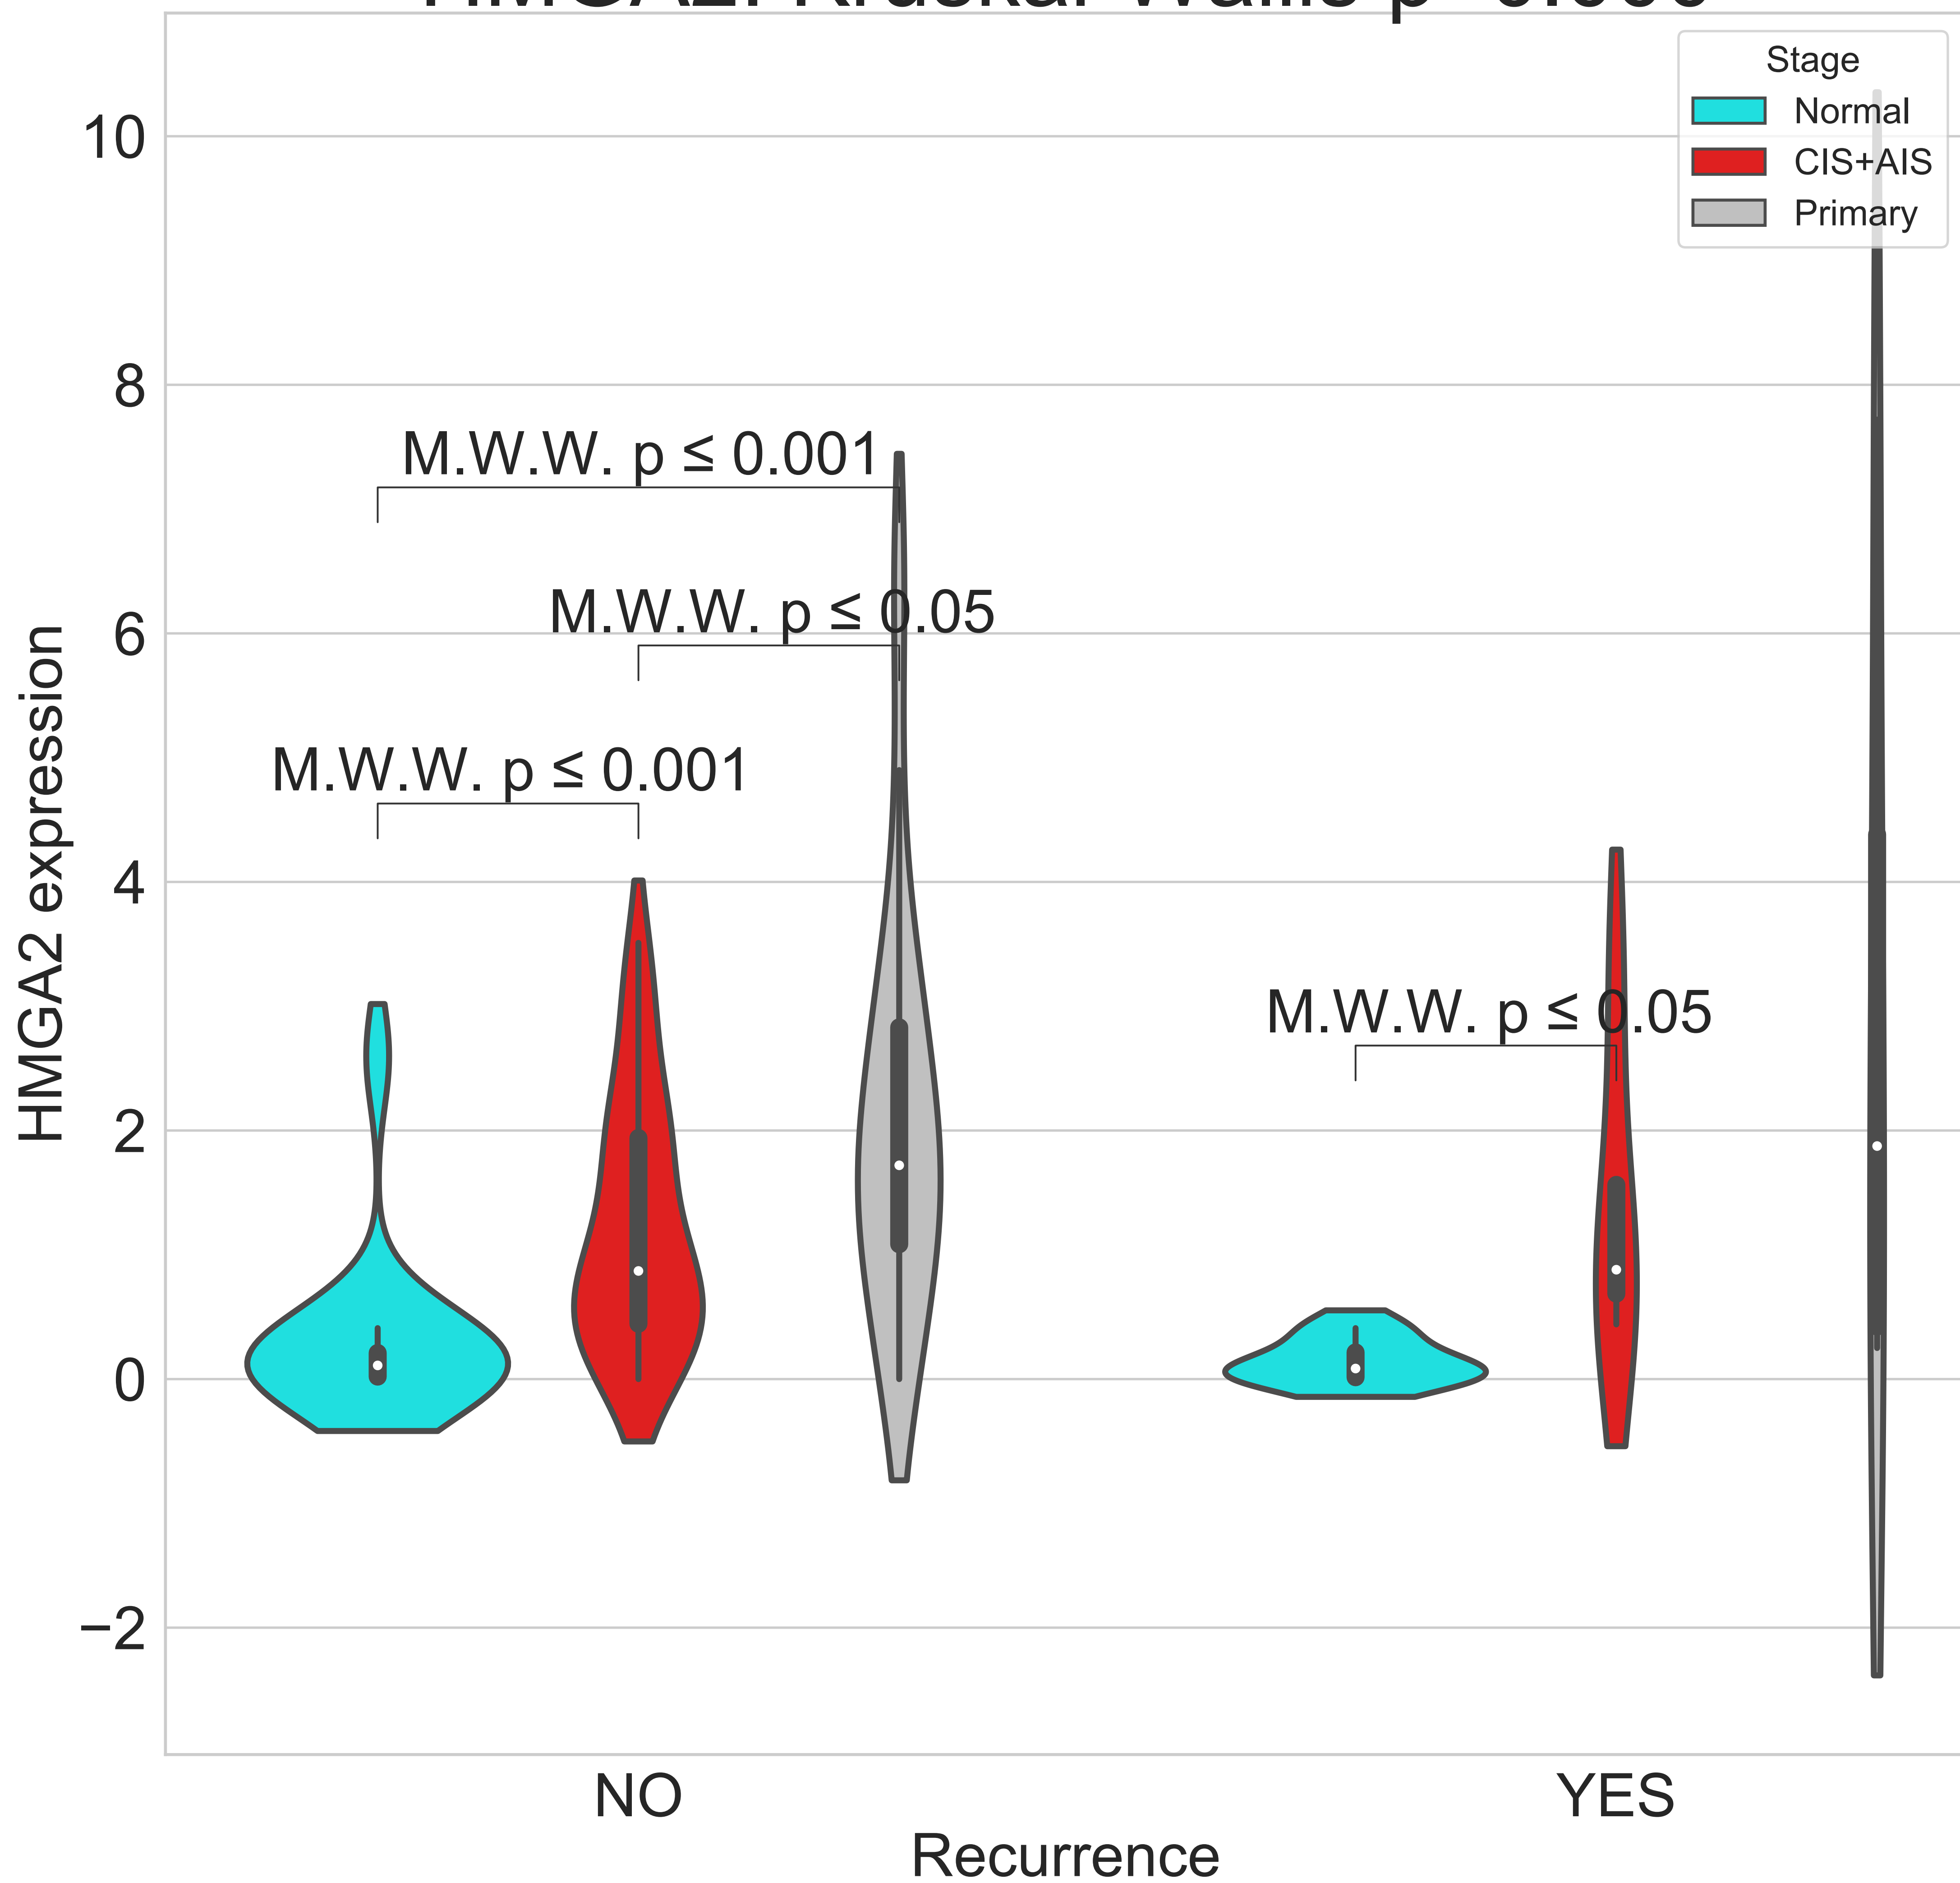 Stage
Normal
CIS+AIS
Primary
10
8
6
4
2
0
−2
HMGA2 expression
M.W.W. p ≤ 0.001
M.W.W. p ≤ 0.05
M.W.W. p ≤ 0.001
M.W.W. p ≤ 0.05
NO
YES
Recurrence